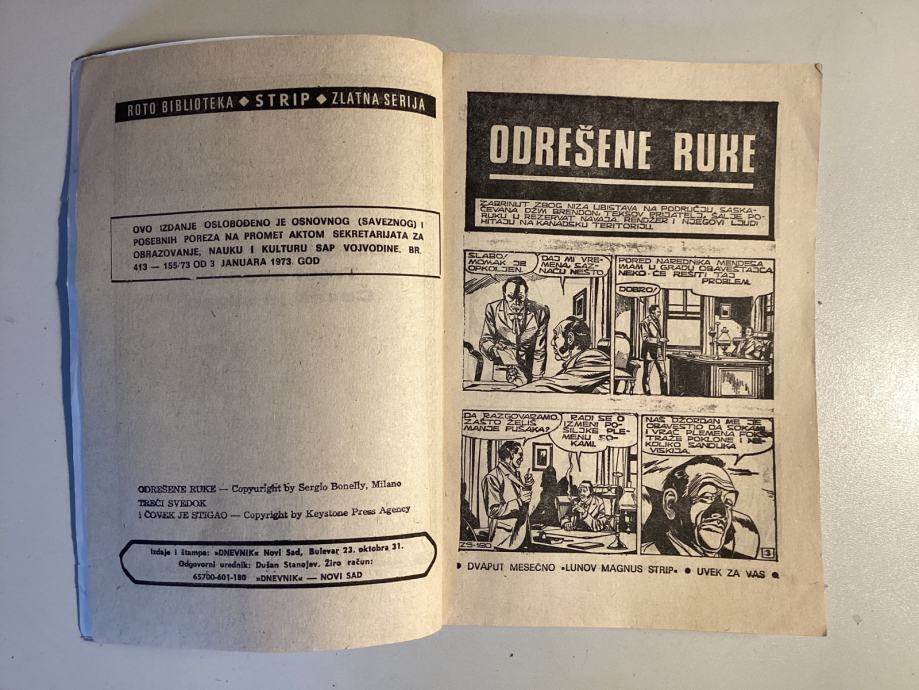 ROTO BIBLIOTEKA ◆ STRIP ◆ ZLATNA SERIJA
OVO IZDANJE OSLOBOĐENO JE OSNOVNOG (SAVEZNOG) I
POSEBNIH POREZA NA PROMET AKTOM SEKRETARIJATA ZA
OBRAZOVANJE, NAUKU I KULTURU SAP VOJVODINE. BR.
413 — 155/73 OD 3 JANUARA 1973. GOD
ODREŠENE RUKE — Copyuright by Sergio Bonelly, Milano
TREĆI SVEDOK
i ČOVEK JE STIGAO — Copyright by Keystone Press Agency
Izdaje i štampa: »DNEVNIK« Novi Sad, Bulevar 23. oktobra 31.
Odgovorni urednik: Dušan Stanojev. Žiro račun:
65700-601-180 »DNEVNIK« — NOVI SAD
ODREŠENE RUKE
ZABRINUT ZBOG NIZA UBISTAVA NA PODRUČJU SASKA-
ČEVANA DŽIM BRENDON, TEKSOV PRIJATELJ, ŠALJE PO-
RUKU U REZERVAT NAVAJA. RENDŽER I NJEGOVI LJUDI
HITAJU NA KANADSKU TERITORIJU.
SLABO!
MOMAK JE
OPKOLJEN.
DAJ MI VRE-
MENA, SAZ-
NAĆU NEŠTO.
PORED NAREDNIKA MENDESA
IMAM U GRADU OBAVEŠTAJCA.
NEKO ĆE REŠITI TAJ
PROBLEM.
DOBRO!
DA RAZGOVARAMO.
ZAŠTO ŽELIŠ
MANJE PUŠAKA?
RADI SE O
IZMENI PO-
ŠILJKE PLE-
MENU SO-
KAMI.
NAŠ DŽORDAN ME JE
OBAVESTIO DA SOKAMI
I VRAČ PLEMENA FOKS
TRAŽE POKLONE I NE-
KOLIKO SANDUKA
VISKIJA.
ZS-180
3
● DVAPUT MESEČNO »LUNOV MAGNUS STRIP« ● UVEK ZA VAS ●